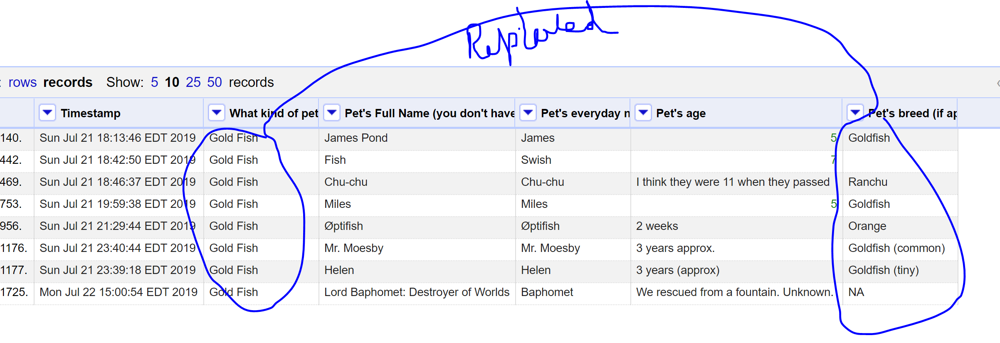 Repitated
: rows records Show: 5 10 25 50 records «
Timestamp What kind of pet Pet's Full Name (you don't have Pet's everyday n Pet's age Pet's breed (if ap
140. Sun Jul 21 18:13:46 EDT 2019 Gold Fish James Pond James 5 Goldfish
442. Sun Jul 21 18:42:50 EDT 2019 Gold Fish Fish Swish 7
469. Sun Jul 21 18:46:37 EDT 2019 Gold Fish Chu-chu Chu-chu I think they were 11 when they passed Ranchu
753. Sun Jul 21 19:59:38 EDT 2019 Gold Fish Miles Miles 5 Goldfish
956. Sun Jul 21 21:29:44 EDT 2019 Gold Fish Øptifish Øptifish 2 weeks Orange
1176. Sun Jul 21 23:40:44 EDT 2019 Gold Fish Mr. Moesby Mr. Moesby 3 years approx. Goldfish (common)
1177. Sun Jul 21 23:39:18 EDT 2019 Gold Fish Helen Helen 3 years (approx) Goldfish (tiny)
1725. Mon Jul 22 15:00:54 EDT 2019 Gold Fish Lord Baphomet: Destroyer of Worlds Baphomet We rescued from a fountain. Unknown. NA